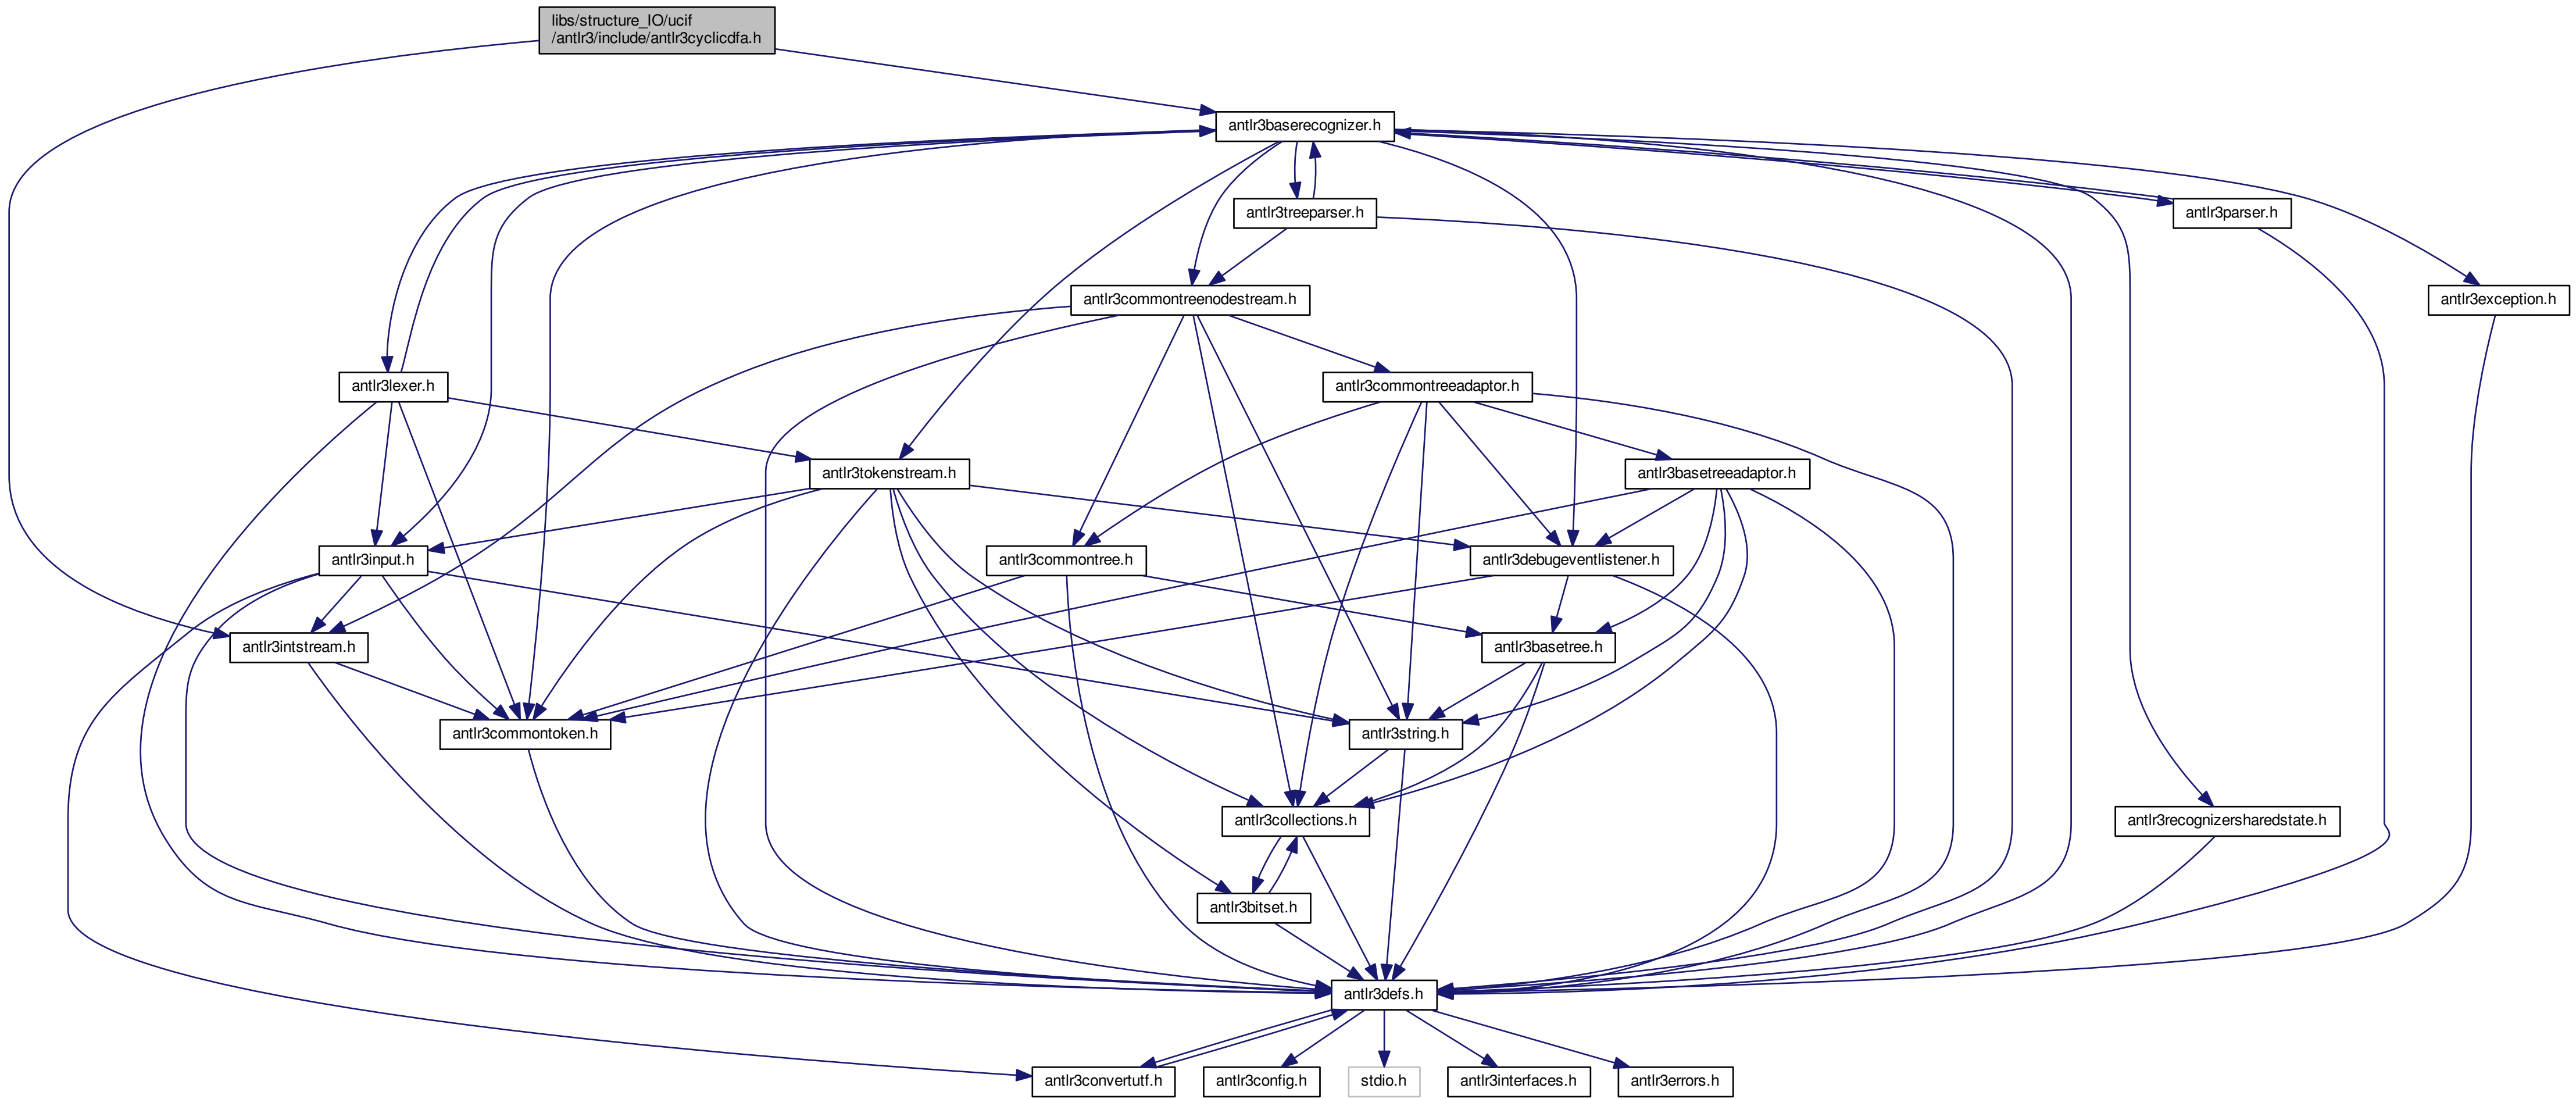 libs/structure_IO/ucif
/antlr3/include/antlr3cyclicdfa.h
antlr3baserecognizer.h
antlr3treeparser.h
antlr3parser.h
antlr3commontreenodestream.h
antlr3exception.h
antlr3lexer.h
antlr3commontreeadaptor.h
antlr3tokenstream.h
antlr3basetreeadaptor.h
antlr3input.h
antlr3commontree.h
antlr3debugeventlistener.h
antlr3intstream.h
antlr3basetree.h
antlr3commontoken.h
antlr3string.h
antlr3collections.h
antlr3recognizersharedstate.h
antlr3bitset.h
antlr3defs.h
antlr3convertutf.h
antlr3config.h
stdio.h
antlr3interfaces.h
antlr3errors.h